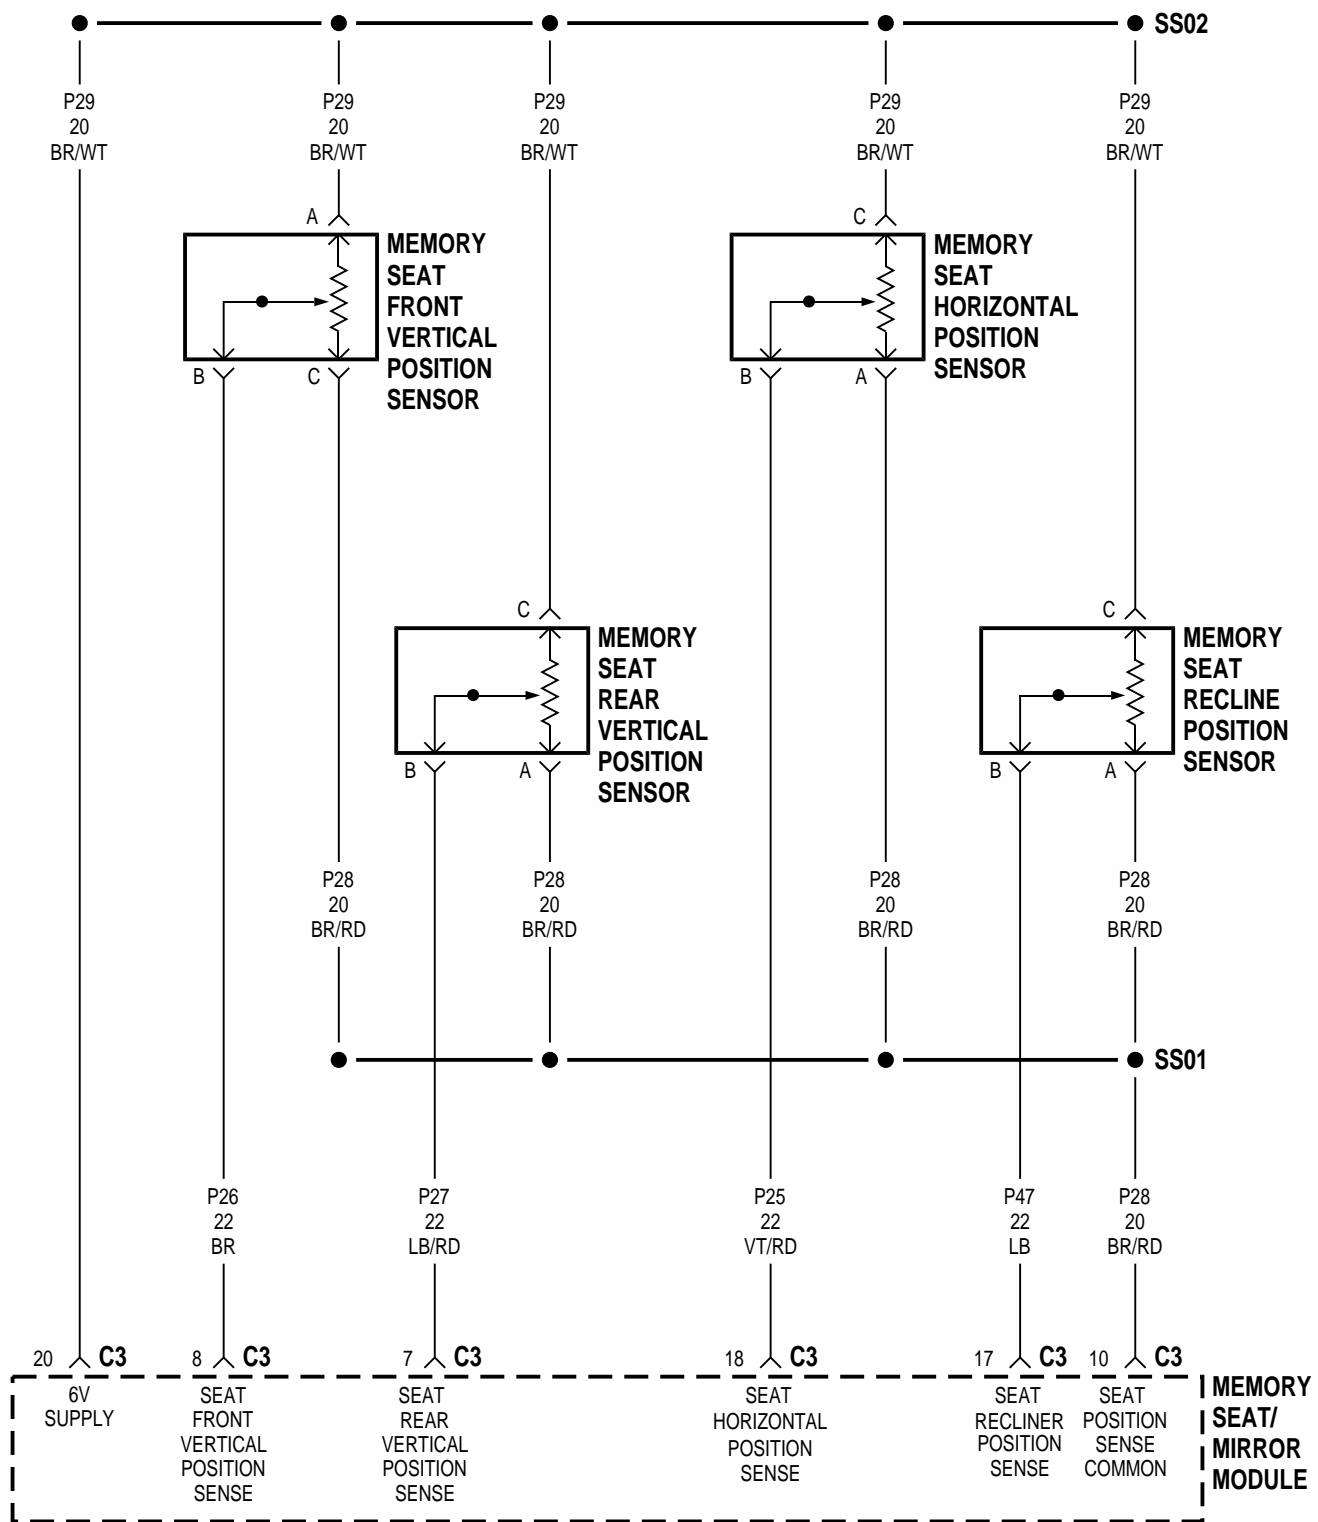 SS02
P29
20
BR/WT
P29
20
BR/WT
P29
20
BR/WT
P29
20
BR/WT
P29
20
BR/WT
A
MEMORY
SEAT
FRONT
VERTICAL
POSITION
SENSOR
B
C
C
MEMORY
SEAT
HORIZONTAL
POSITION
SENSOR
B
A
C
MEMORY
SEAT
REAR
VERTICAL
POSITION
SENSOR
B
A
C
MEMORY
SEAT
RECLINE
POSITION
SENSOR
B
A
P28
20
BR/RD
P28
20
BR/RD
P28
20
BR/RD
P28
20
BR/RD
SS01
P26
22
BR
P27
22
LB/RD
P25
22
VT/RD
P47
22
LB
P28
20
BR/RD
20 C3
8 C3
7 C3
18 C3
17 C3
10 C3
6V
SUPPLY
SEAT
FRONT
VERTICAL
POSITION
SENSE
SEAT
REAR
VERTICAL
POSITION
SENSE
SEAT
HORIZONTAL
POSITION
SENSE
SEAT
RECLINER
POSITION
SENSE
SEAT
POSITION
SENSE
COMMON
MEMORY
SEAT/
MIRROR
MODULE